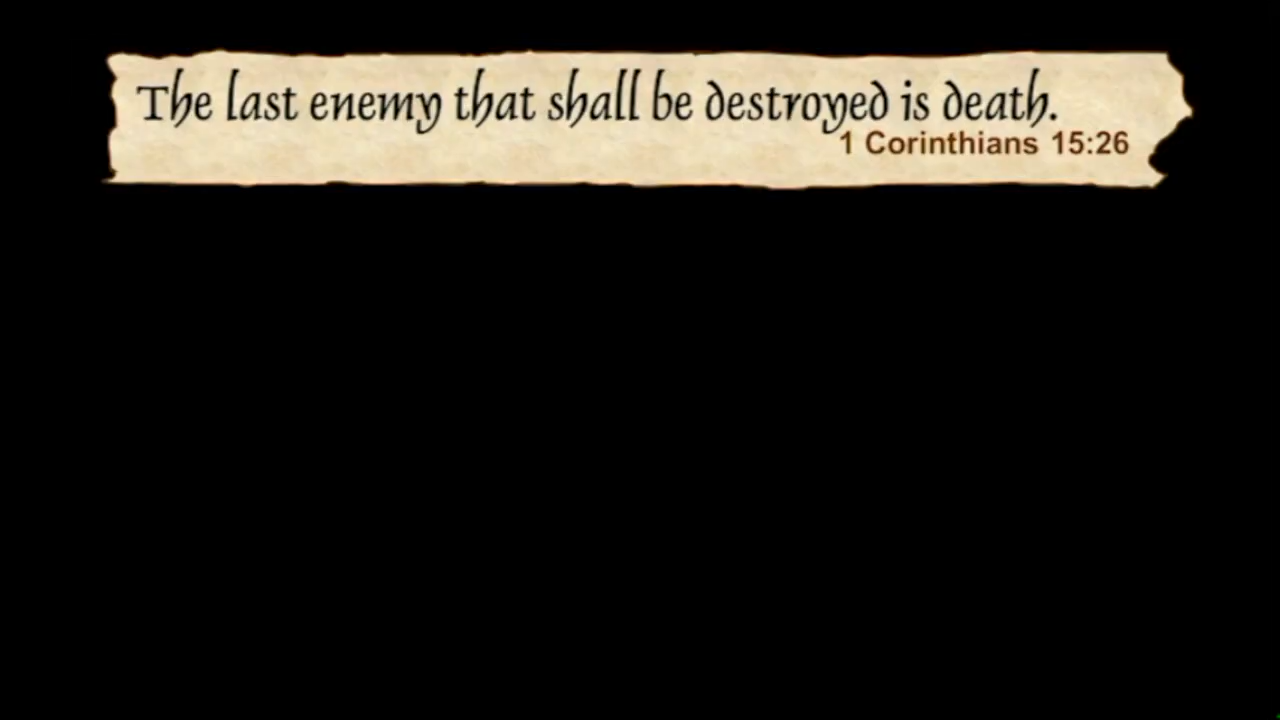 The last enemy that shall be destroyed is death.
1 Corinthians 15:26